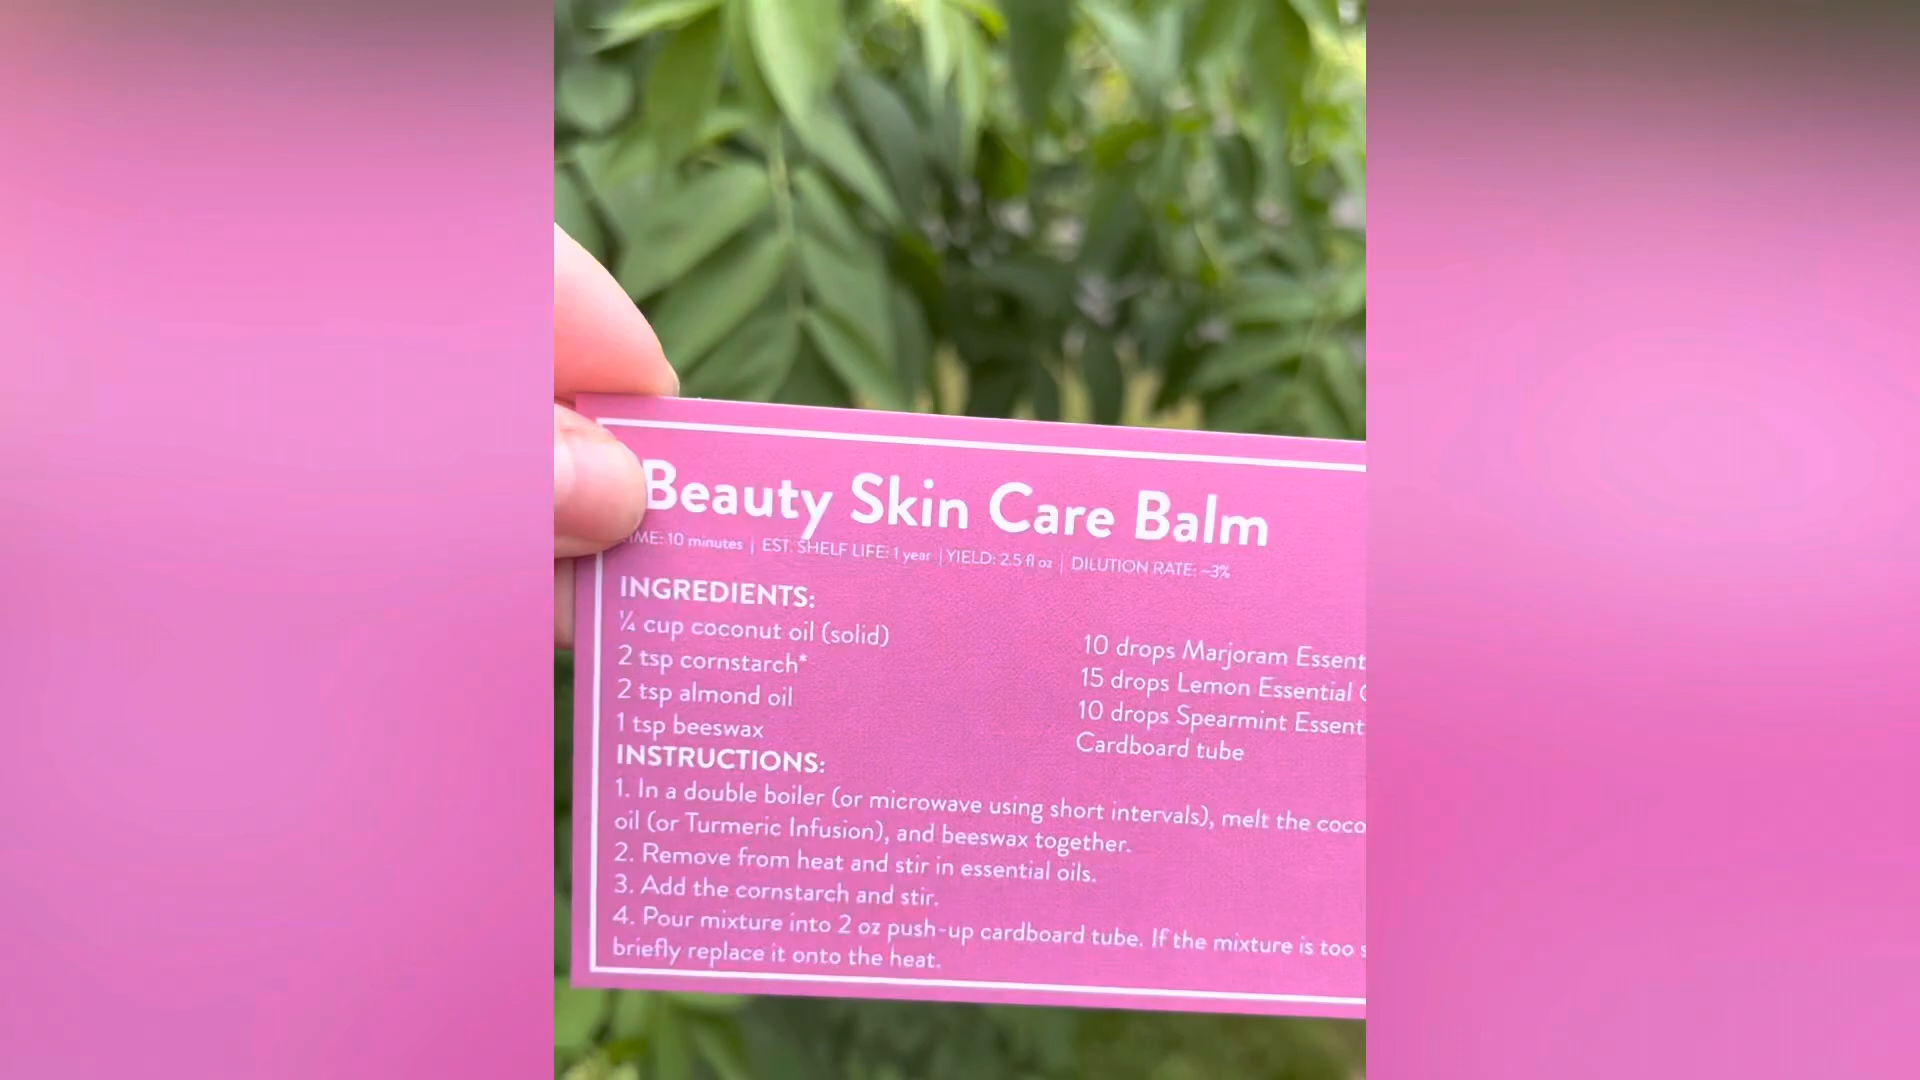 Beauty Skin Care Balm
TIME: 10 minutes | EST. SHELF LIFE: 1 year | YIELD: 2.5 fl oz | DILUTION RATE: ~3%
INGREDIENTS:
¼ cup coconut oil (solid)
2 tsp cornstarch*
2 tsp almond oil
1 tsp beeswax
10 drops Marjoram Essent
15 drops Lemon Essential
10 drops Spearmint Essent
Cardboard tube
INSTRUCTIONS:
1. In a double boiler (or microwave using short intervals), melt the coco
oil (or Turmeric Infusion), and beeswax together.
2. Remove from heat and stir in essential oils.
3. Add the cornstarch and stir.
4. Pour mixture into 2 oz push-up cardboard tube. If the mixture is too
briefly replace it onto the heat.